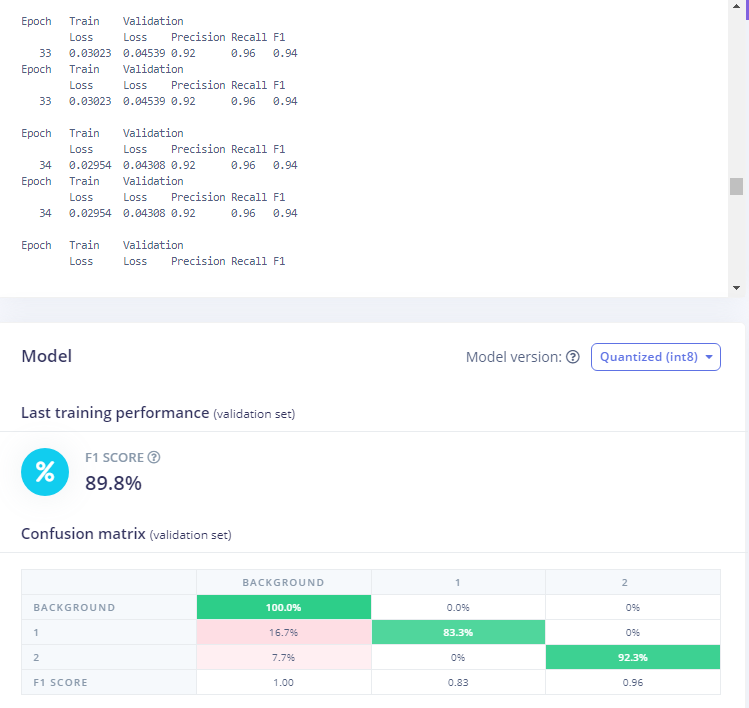 Epoch Train Validation
Loss Loss Precision Recall F1
33 0.03023 0.04539 0.92 0.96 0.94
Epoch Train Validation
Loss Loss Precision Recall F1
33 0.03023 0.04539 0.92 0.96 0.94
Epoch Train Validation
Loss Loss Precision Recall F1
34 0.02954 0.04308 0.92 0.96 0.94
Epoch Train Validation
Loss Loss Precision Recall F1
34 0.02954 0.04308 0.92 0.96 0.94
Epoch Train Validation
Loss Loss Precision Recall F1
Model Model version: ? Quantized (int8)
Last training performance (validation set)
% F1 SCORE ?
89.8%
Confusion matrix (validation set)
BACKGROUND 1 2
BACKGROUND 100.0% 0.0% 0%
1 16.7% 83.3% 0%
2 7.7% 0% 92.3%
F1 SCORE 1.00 0.83 0.96